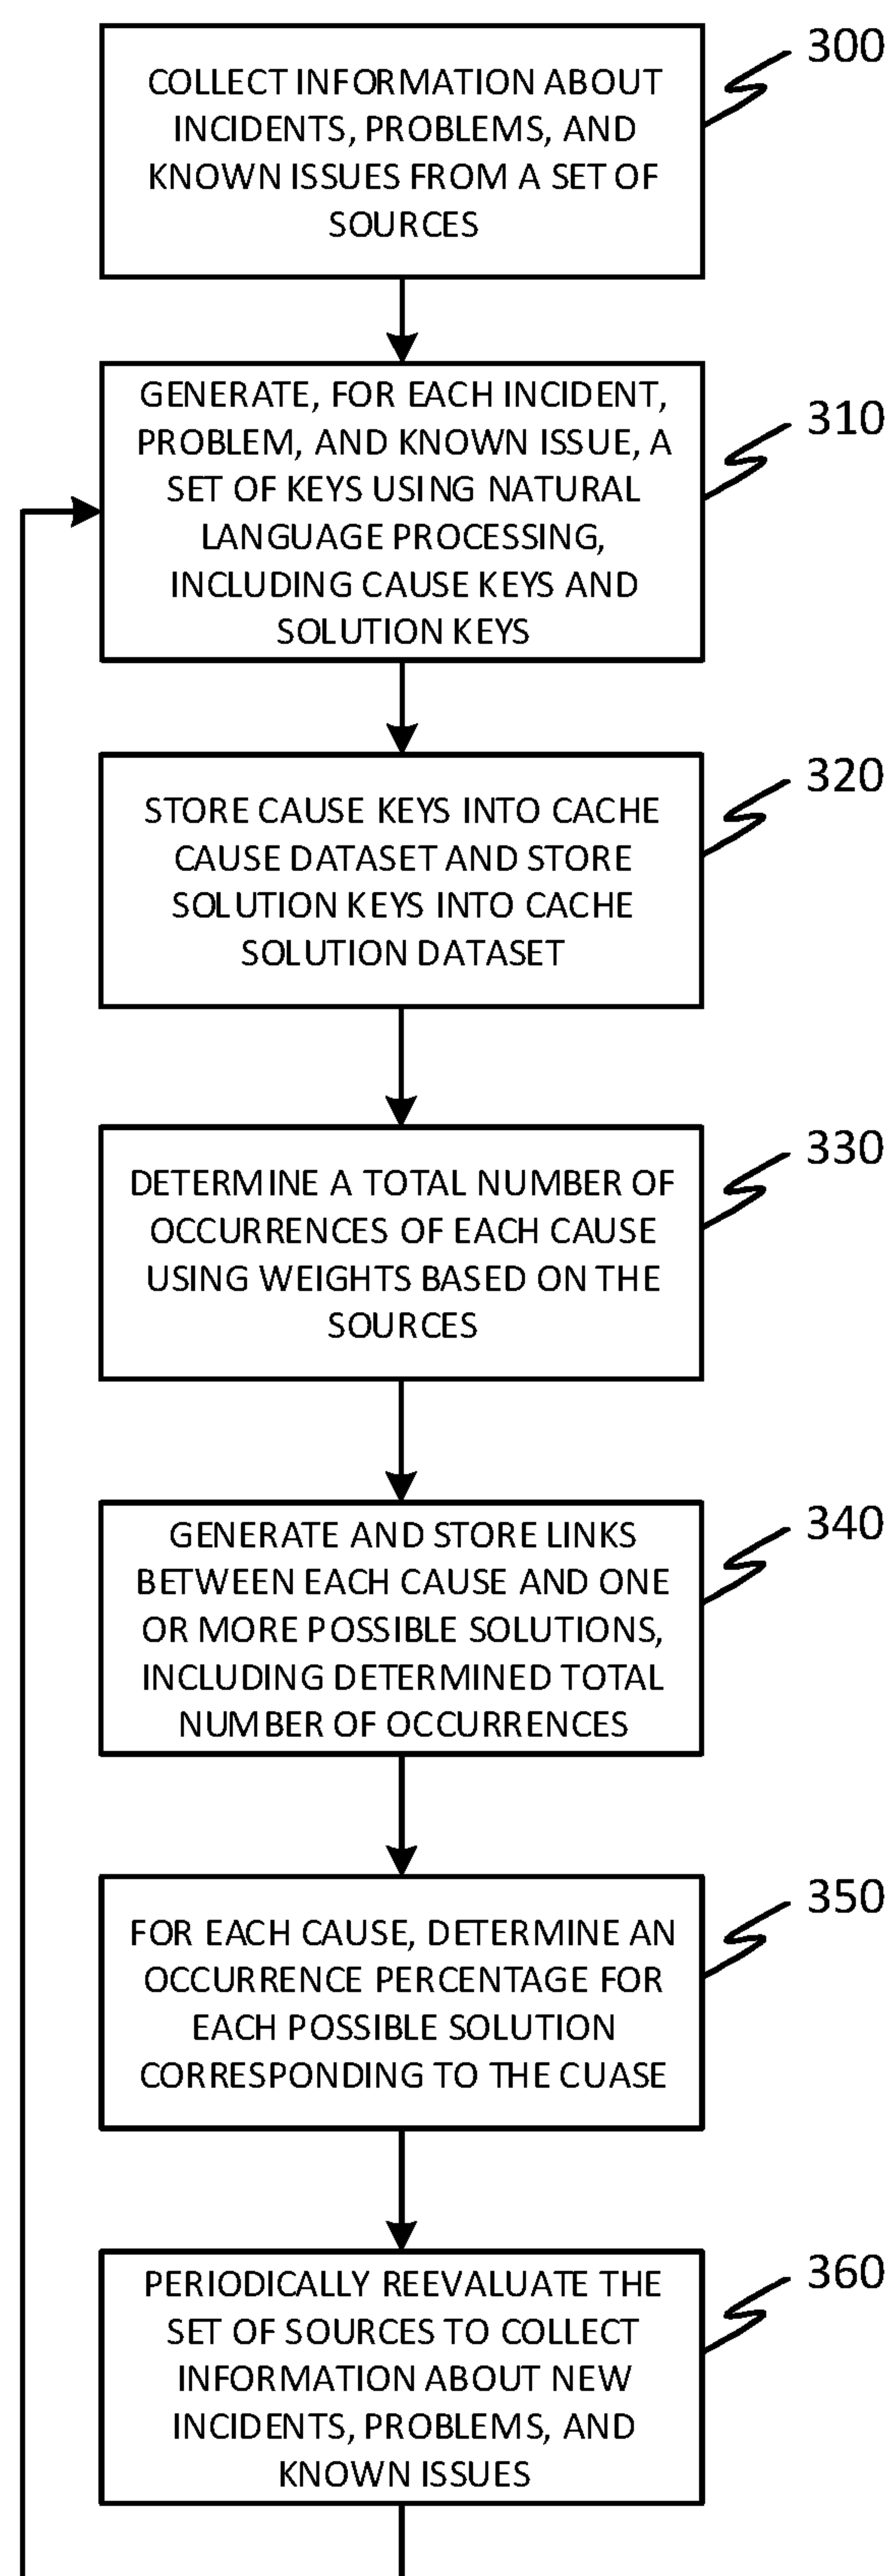 300
COLLECT INFORMATION ABOUT
INCIDENTS, PROBLEMS, AND
KNOWN ISSUES FROM A SET OF
SOURCES
310
GENERATE, FOR EACH INCIDENT,
PROBLEM, AND KNOWN ISSUE, A
SET OF KEYS USING NATURAL
LANGUAGE PROCESSING,
INCLUDING CAUSE KEYS AND
SOLUTION KEYS
320
STORE CAUSE KEYS INTO CACHE
CAUSE DATASET AND STORE
SOLUTION KEYS INTO CACHE
SOLUTION DATASET
330
DETERMINE A TOTAL NUMBER OF
OCCURRENCES OF EACH CAUSE
USING WEIGHTS BASED ON THE
SOURCES
340
GENERATE AND STORE LINKS
BETWEEN EACH CAUSE AND ONE
OR MORE POSSIBLE SOLUTIONS,
INCLUDING DETERMINED TOTAL
NUMBER OF OCCURRENCES
350
FOR EACH CAUSE, DETERMINE AN
OCCURRENCE PERCENTAGE FOR
EACH POSSIBLE SOLUTION
CORRESPONDING TO THE CUASE
360
PERIODICALLY REEVALUATE THE
SET OF SOURCES TO COLLECT
INFORMATION ABOUT NEW
INCIDENTS, PROBLEMS, AND
KNOWN ISSUES